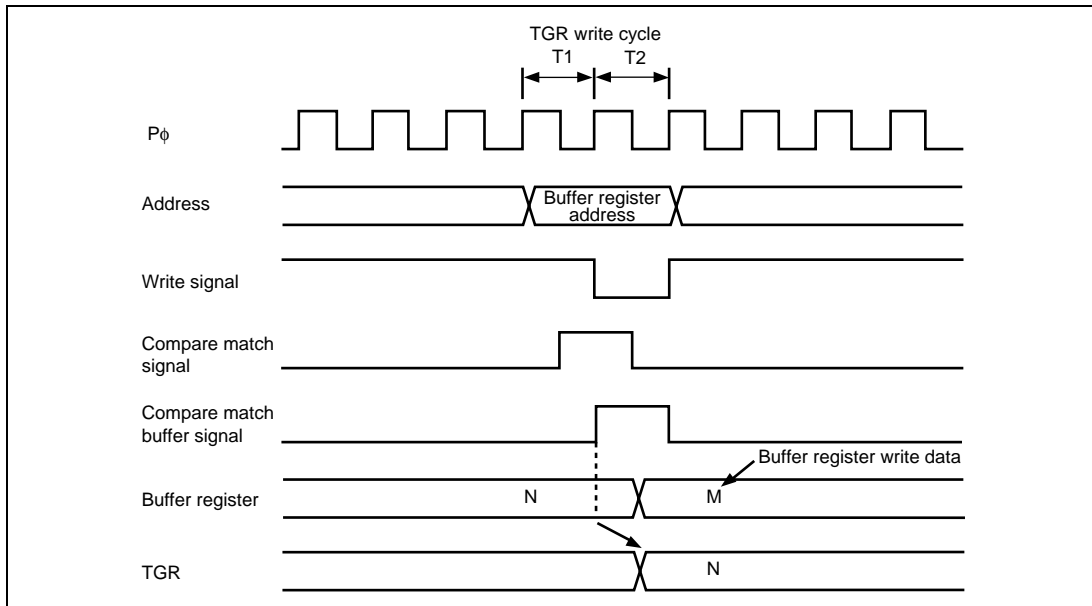 TGR write cycle
T1 T2
Pϕ
Address
Buffer register
address
Write signal
Compare match
signal
Compare match
buffer signal
Buffer register write data
Buffer register
N M
TGR
N